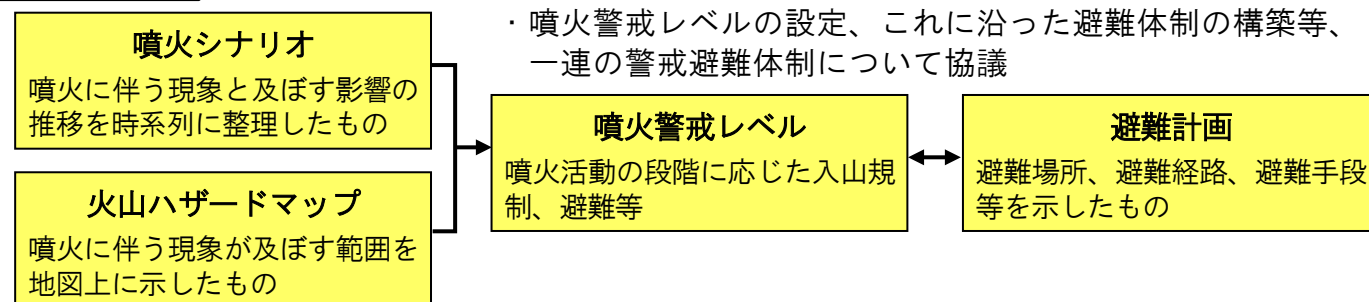 噴火シナリオ
噴火に伴う現象と及ぼす影響の
推移を時系列に整理したもの
火山ハザードマップ
噴火に伴う現象が及ぼす範囲を
地図上に示したもの
・噴火警戒レベルの設定、これに沿った避難体制の構築等、
一連の警戒避難体制について協議
噴火警戒レベル
噴火活動の段階に応じた入山規
制、避難等
避難計画
避難場所、避難経路、避難手段
等を示したもの